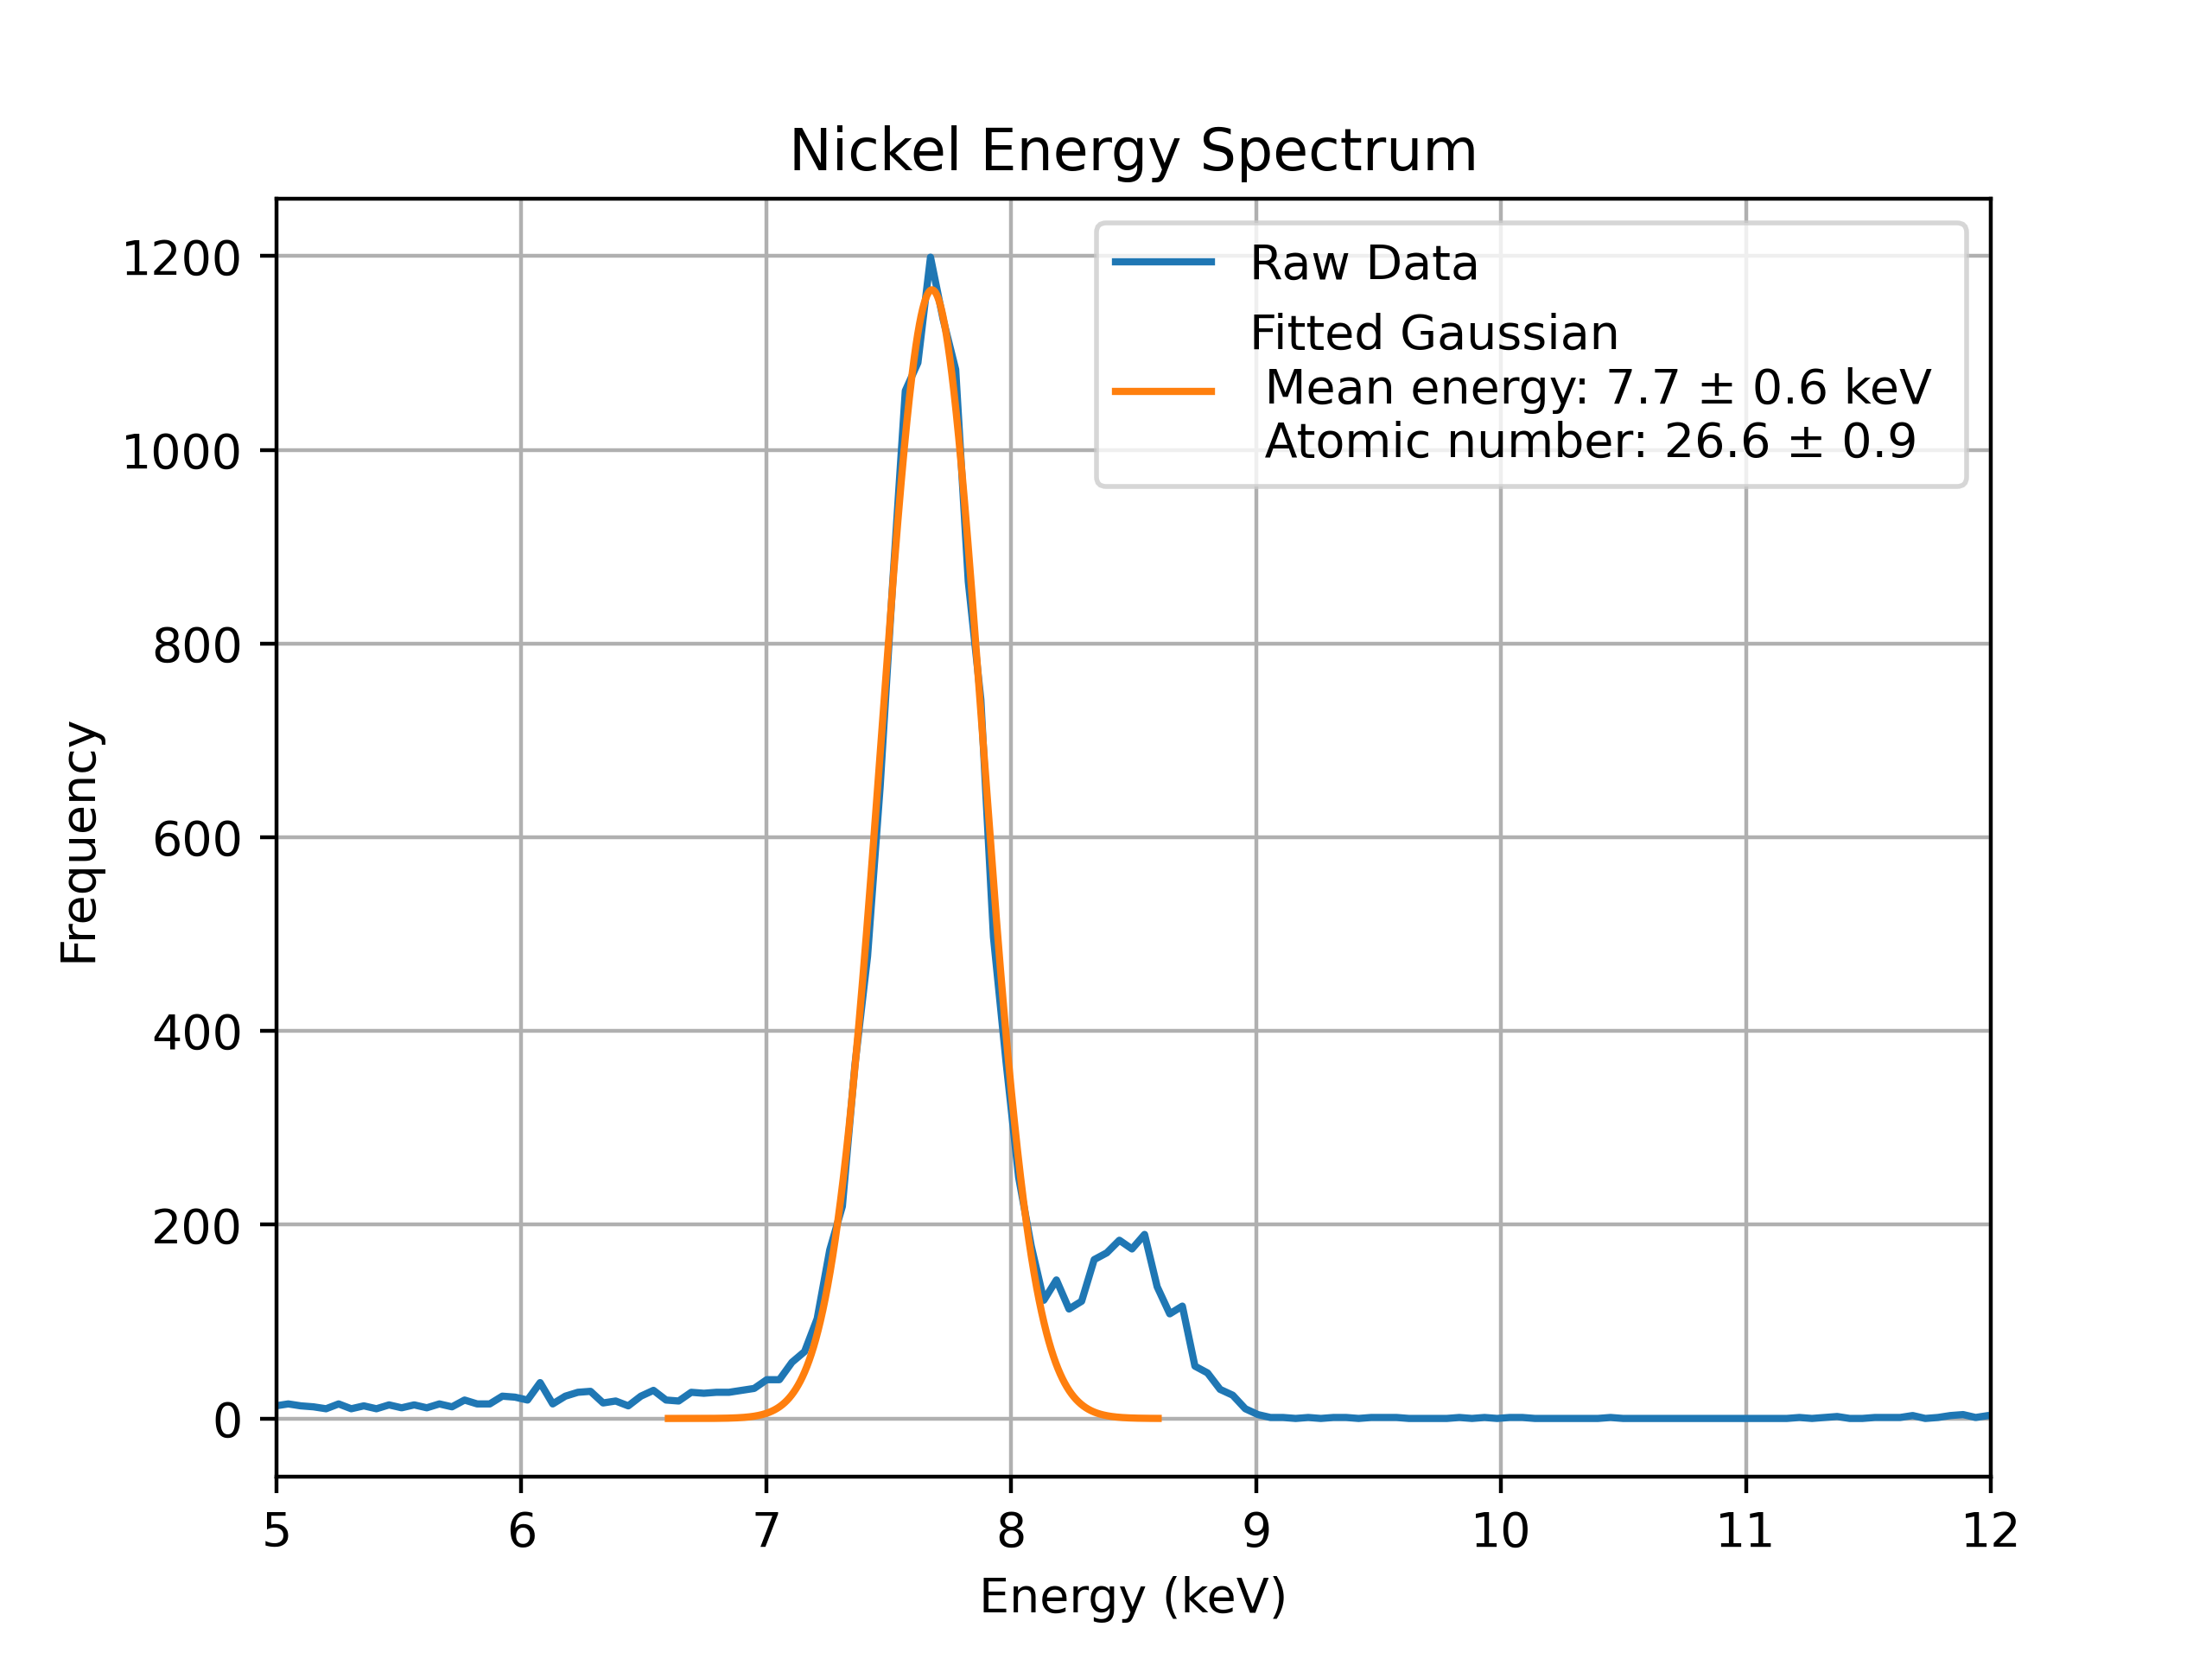 Nickel Energy Spectrum
1200
1000
800
600
400
200
0
Frequency
Raw Data
Fitted Gaussian
Mean energy: 7.7 ± 0.6 keV
Atomic number: 26.6 ± 0.9
5 6 7 8 9 10 11 12
Energy (keV)